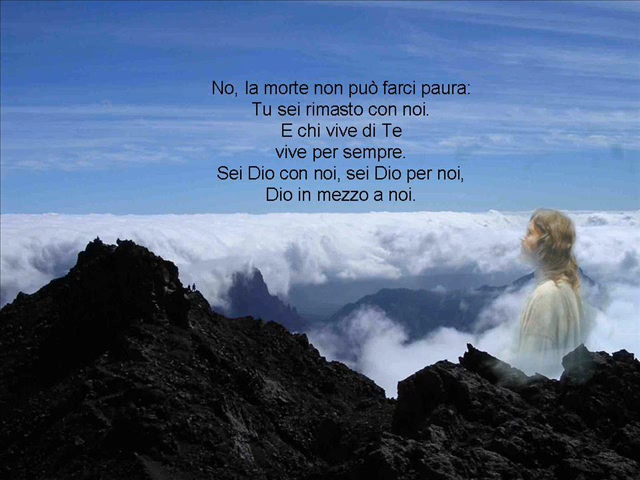 No, la morte non può farci paura:
Tu sei rimasto con noi.
E chi vive di Te
vive per sempre.
Sei Dio con noi, sei Dio per noi,
Dio in mezzo a noi.